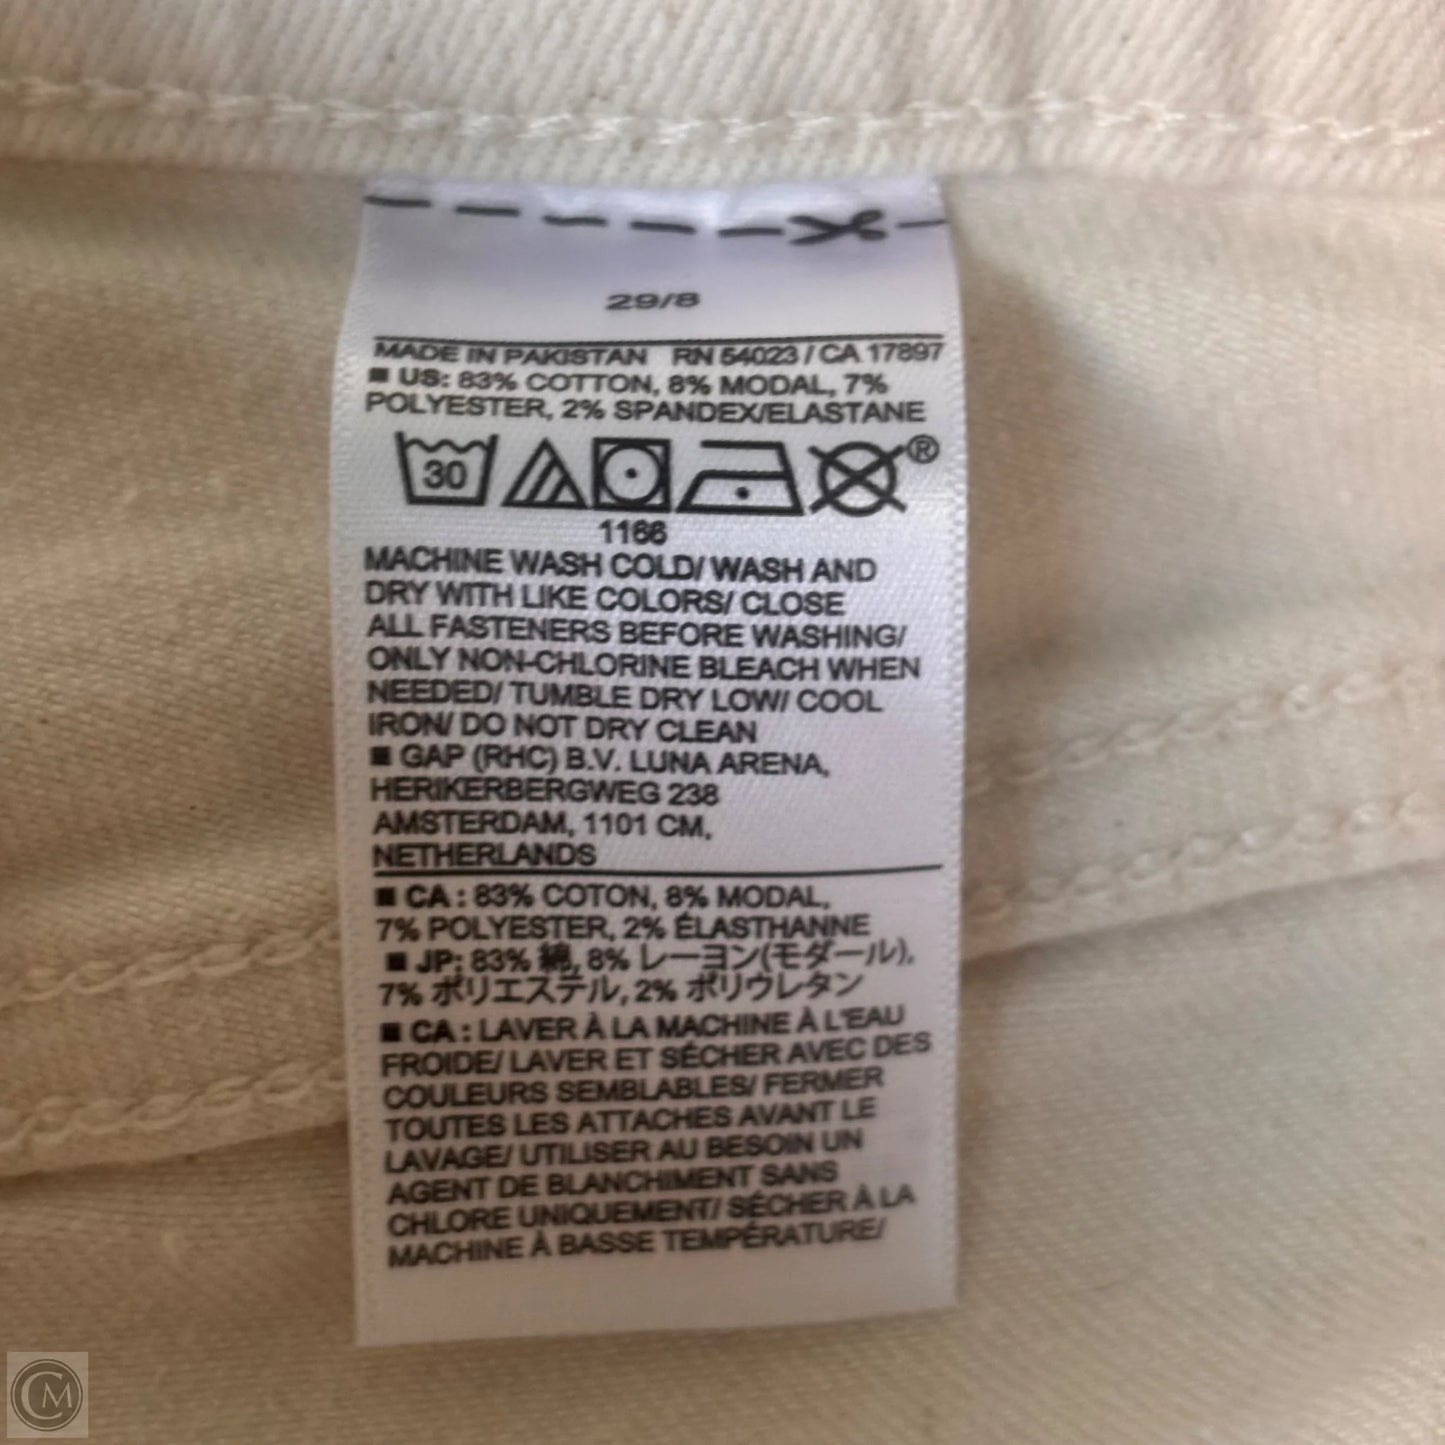 29/8
MADE IN PAKISTAN RN 54023 / CA 17897
■ US: 83% COTTON, 8% MODAL, 7%
POLYESTER, 2% SPANDEX/ELASTANE
30 ®
1166
MACHINE WASH COLD/ WASH AND
DRY WITH LIKE COLORS/ CLOSE
ALL FASTENERS BEFORE WASHING/
ONLY NON-CHLORINE BLEACH WHEN
NEEDED/ TUMBLE DRY LOW/ COOL
IRON/ DO NOT DRY CLEAN
■ GAP (RHC) B.V. LUNA ARENA,
HERIKERBERGWEG 238
AMSTERDAM, 1101 CM,
NETHERLANDS
■ CA : 83% COTON, 8% MODAL,
7% POLYESTER, 2% ÉLASTHANNE
■ JP: 83% 綿, 8% レーヨン(モダール),
7% ポリエステル, 2% ポリウレタン
■ CA : LAVER À LA MACHINE À L'EAU
FROIDE/ LAVER ET SÉCHER AVEC DES
COULEURS SEMBLABLES/ FERMER
TOUTES LES ATTACHES AVANT LE
LAVAGE/ UTILISER AU BESOIN UN
AGENT DE BLANCHIMENT SANS
CHLORE UNIQUEMENT/ SÉCHER À LA
MACHINE À BASSE TEMPÉRATURE/
CM